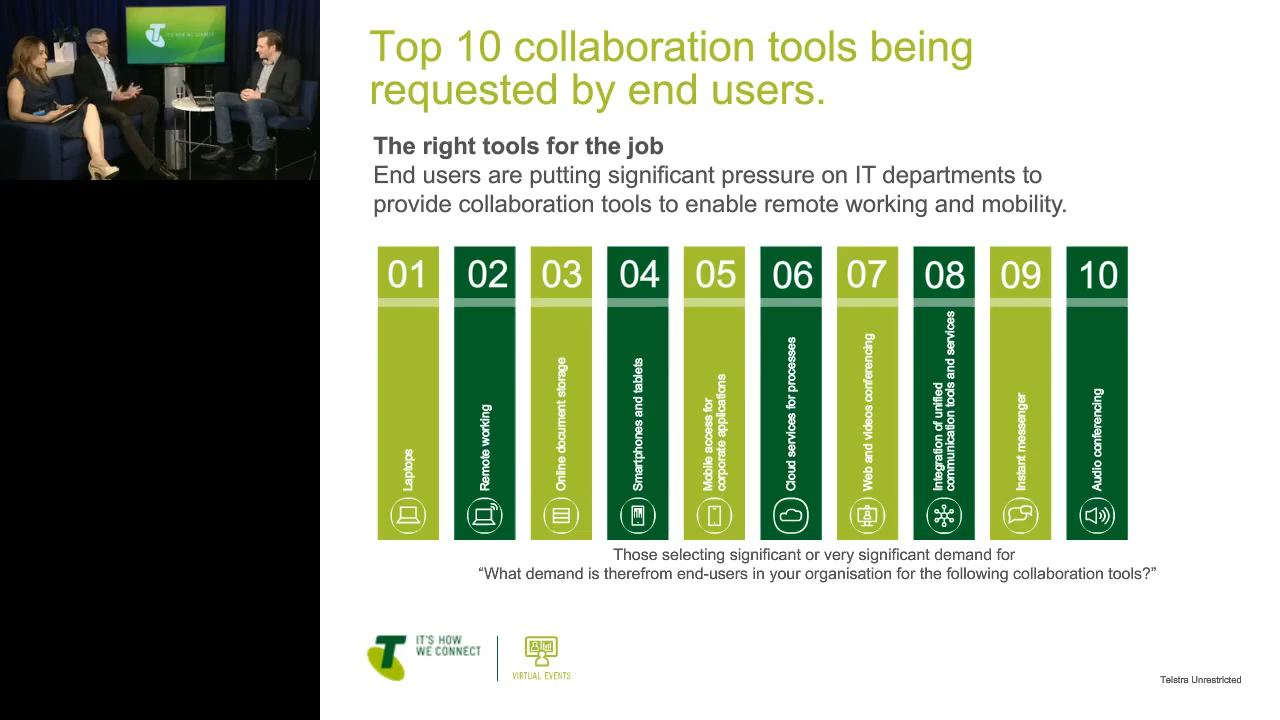 IT'S HOW WE CONNECT
Top 10 collaboration tools being
requested by end users.
The right tools for the job
End users are putting significant pressure on IT departments to
provide collaboration tools to enable remote working and mobility.
01
Laptops
02
Remote working
03
Online document storage
04
Smartphones and tablets
05
Mobile access for
corporate applications
06
Cloud services for processes
07
Web and videos conferencing
08
Integration of unified
communication tools and services
09
Instant messenger
10
Audio conferencing
Those selecting significant or very significant demand for
“What demand is therefrom end-users in your organisation for the following collaboration tools?”
IT'S HOW
WE CONNECT
VIRTUAL EVENTS
Telstra Unrestricted